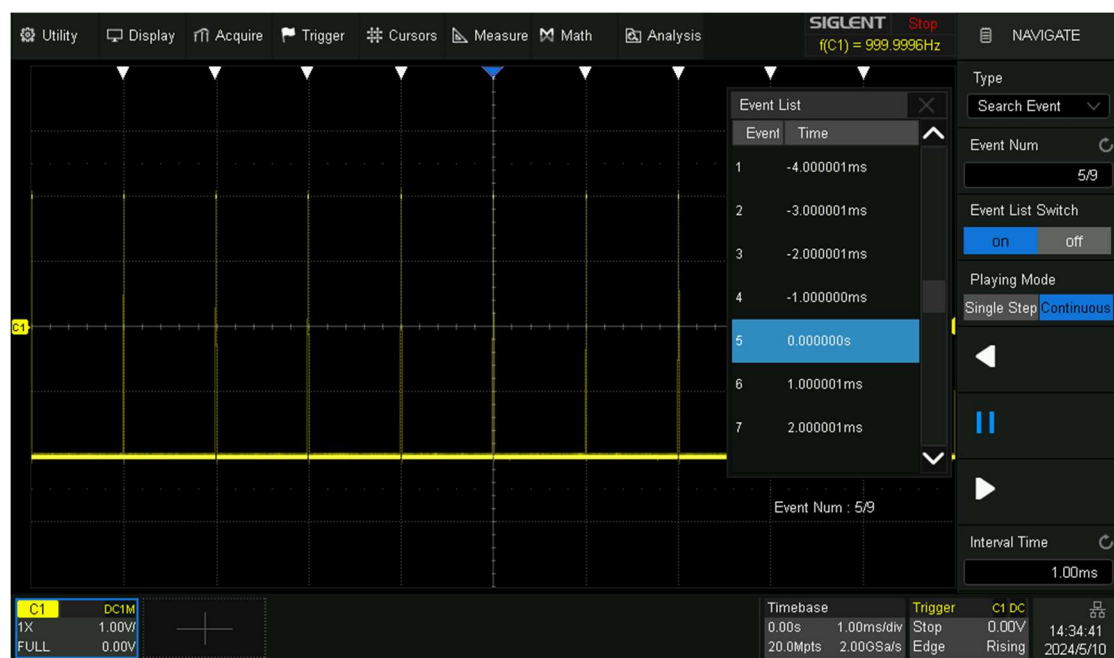 Utility Display Acquire Trigger Cursors Measure Math Analysis
SIGLENT Stop
f(C1) = 999.9996Hz
NAVIGATE
Type
Search Event
Event Num
5/9
Event List Switch
on off
Playing Mode
Single Step Continuous
Interval Time
1.00ms
Event List
Event Time
1 -4.000001ms
2 -3.000001ms
3 -2.000001ms
4 -1.000000ms
5 0.000000s
6 1.000001ms
7 2.000001ms
Event Num : 5/9
C1
C1 DC1M
1X 1.00V/
FULL 0.00V
Timebase
0.00s 1.00ms/div
20.0Mpts 2.00GSa/s
Trigger C1 DC
Stop 0.00V
Edge Rising
14:34:41
2024/5/10